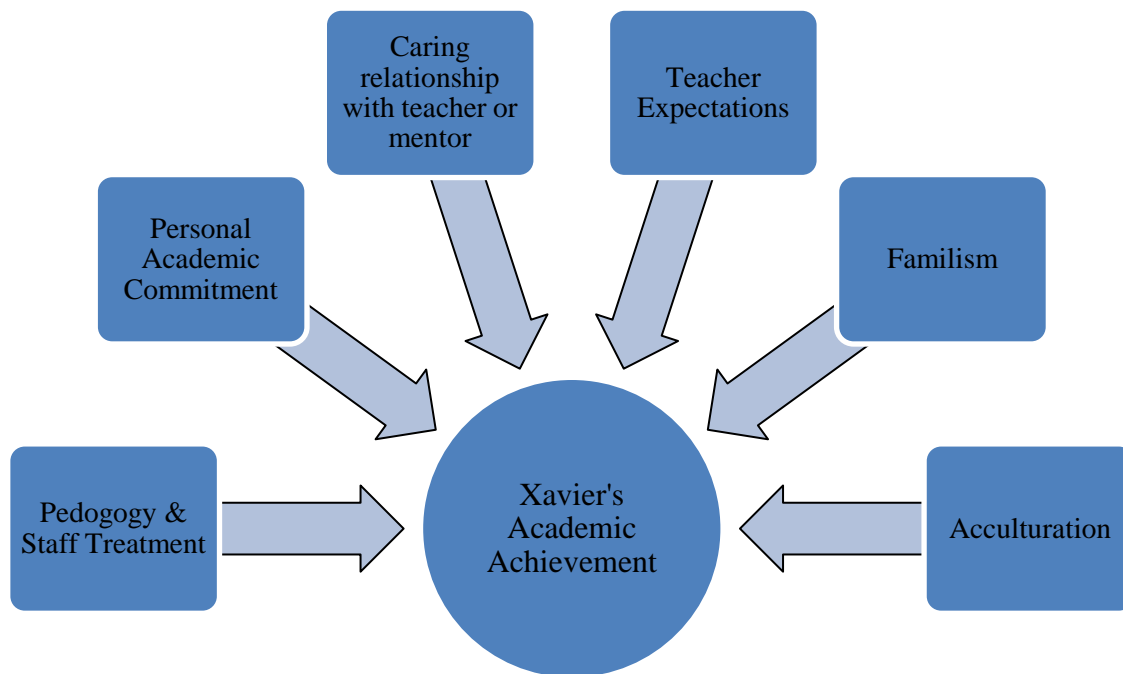 Caring
relationship
with teacher or
mentor
Teacher
Expectations
Personal
Academic
Commitment
Familism
Pedogogy &
Staff Treatment
Xavier's
Academic
Achievement
Acculturation